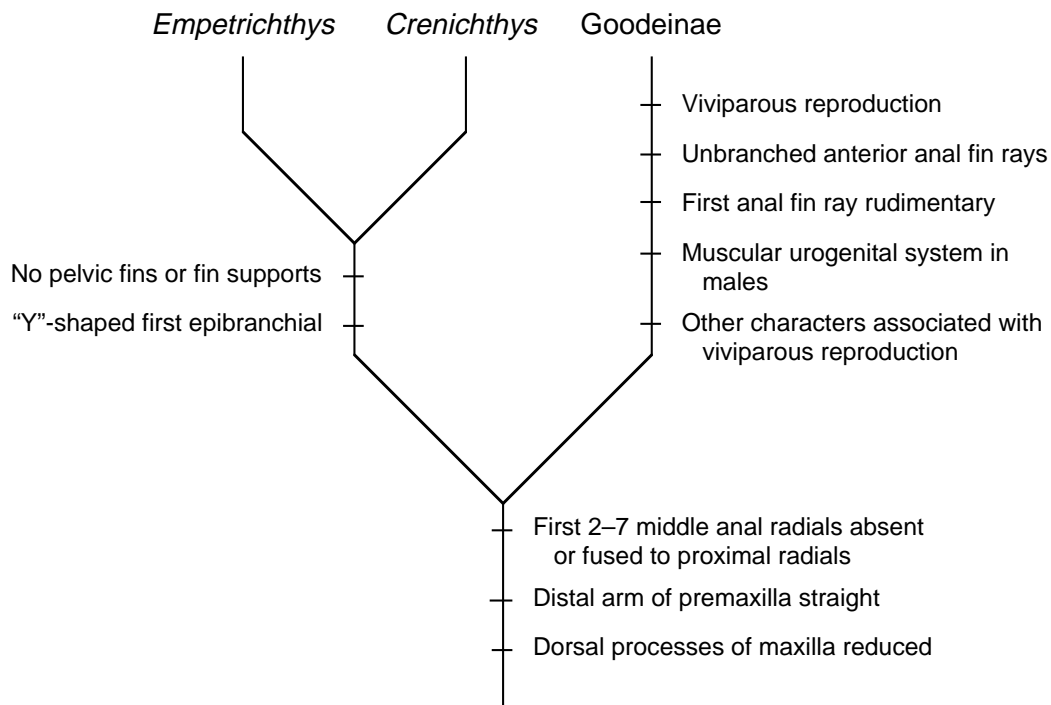 Empetrichthys Crenichthys Goodeinae
Viviparous reproduction
Unbranched anterior anal fin rays
First anal fin ray rudimentary
Muscular urogenital system in
males
Other characters associated with
viviparous reproduction
No pelvic fins or fin supports
“Y”-shaped first epibranchial
First 2–7 middle anal radials absent
or fused to proximal radials
Distal arm of premaxilla straight
Dorsal processes of maxilla reduced